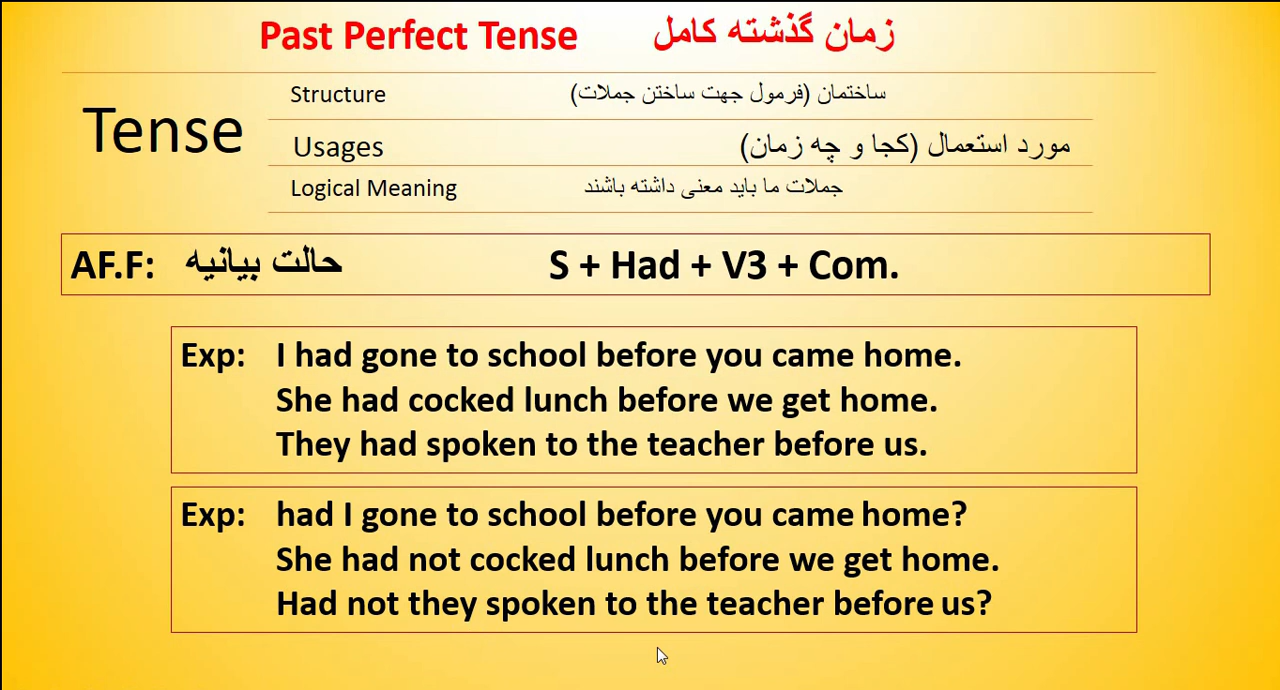 Past Perfect Tense زمان گذشته کامل
Tense
Structure ساختمان (فرمول جهت ساختن جملات)
Usages مورد استعمال (کجا و چه زمان)
Logical Meaning جملات ما باید معنی داشته باشند
AF.F: حالت بیانیه S + Had + V3 + Com.
Exp: I had gone to school before you came home.
She had cocked lunch before we get home.
They had spoken to the teacher before us.
Exp: had I gone to school before you came home?
She had not cocked lunch before we get home.
Had not they spoken to the teacher before us?